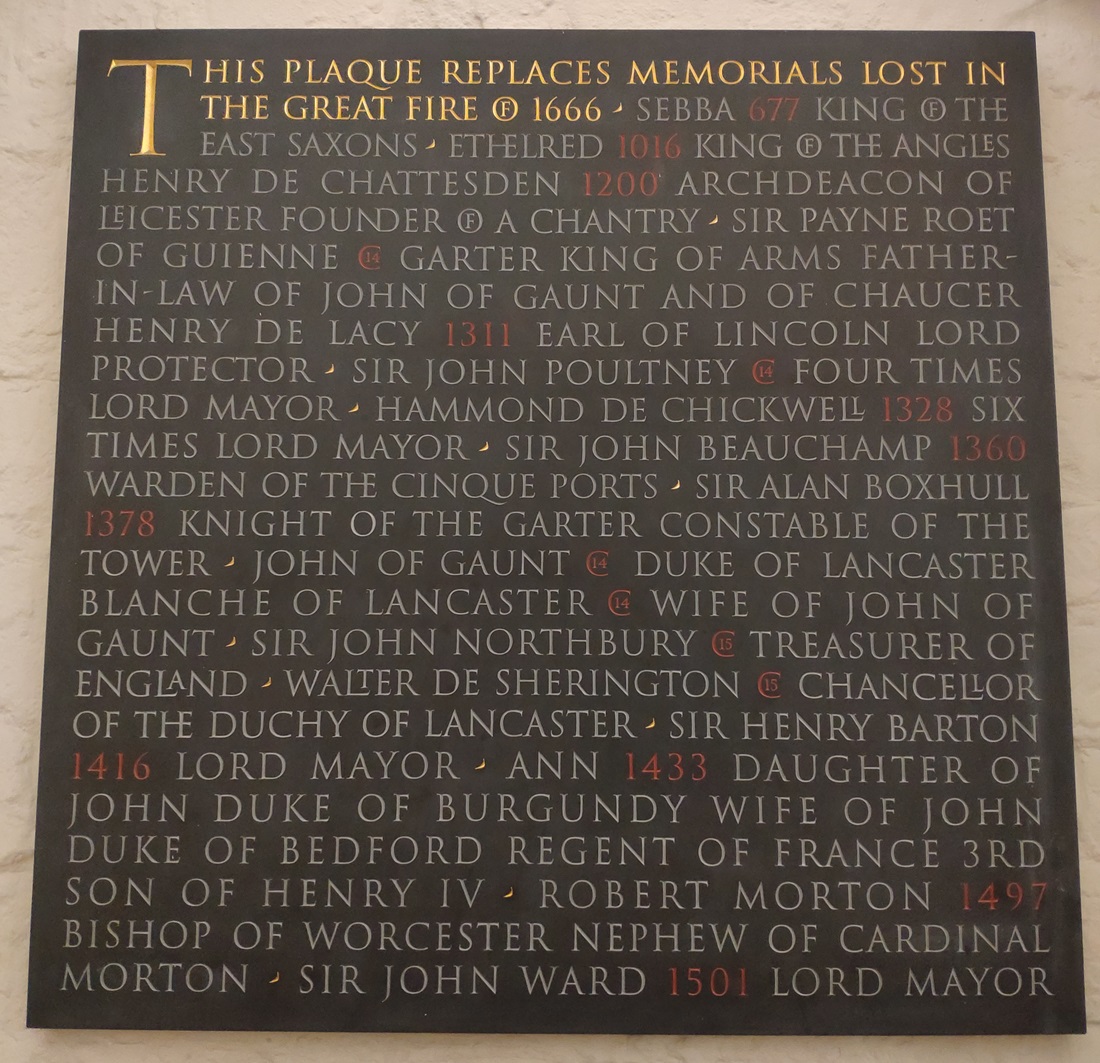 THIS PLAQUE REPLACES MEMORIALS LOST IN
THE GREAT FIRE OF 1666 · SEBBA 677 KING OF THE
EAST SAXONS · ETHELRED 1016 KING OF THE ANGLES
HENRY DE CHATTESDEN 1200 ARCHDEACON OF
LEICESTER FOUNDER OF A CHANTRY · SIR PAYNE ROET
OF GUIENNE C14 GARTER KING OF ARMS FATHER-
IN-LAW OF JOHN OF GAUNT AND OF CHAUCER
HENRY DE LACY 1311 EARL OF LINCOLN LORD
PROTECTOR · SIR JOHN POULTNEY C14 FOUR TIMES
LORD MAYOR · HAMMOND DE CHICKWELL 1328 SIX
TIMES LORD MAYOR · SIR JOHN BEAUCHAMP 1360
WARDEN OF THE CINQUE PORTS · SIR ALAN BOXHULL
1378 KNIGHT OF THE GARTER CONSTABLE OF THE
TOWER · JOHN OF GAUNT C14 DUKE OF LANCASTER
BLANCHE OF LANCASTER C14 WIFE OF JOHN OF
GAUNT · SIR JOHN NORTHBURY C15 TREASURER OF
ENGLAND · WALTER DE SHERINGTON C15 CHANCELLOR
OF THE DUCHY OF LANCASTER · SIR HENRY BARTON
1416 LORD MAYOR · ANN 1433 DAUGHTER OF
JOHN DUKE OF BURGUNDY WIFE OF JOHN
DUKE OF BEDFORD REGENT OF FRANCE 3RD
SON OF HENRY IV · ROBERT MORTON 1497
BISHOP OF WORCESTER NEPHEW OF CARDINAL
MORTON · SIR JOHN WARD 1501 LORD MAYOR